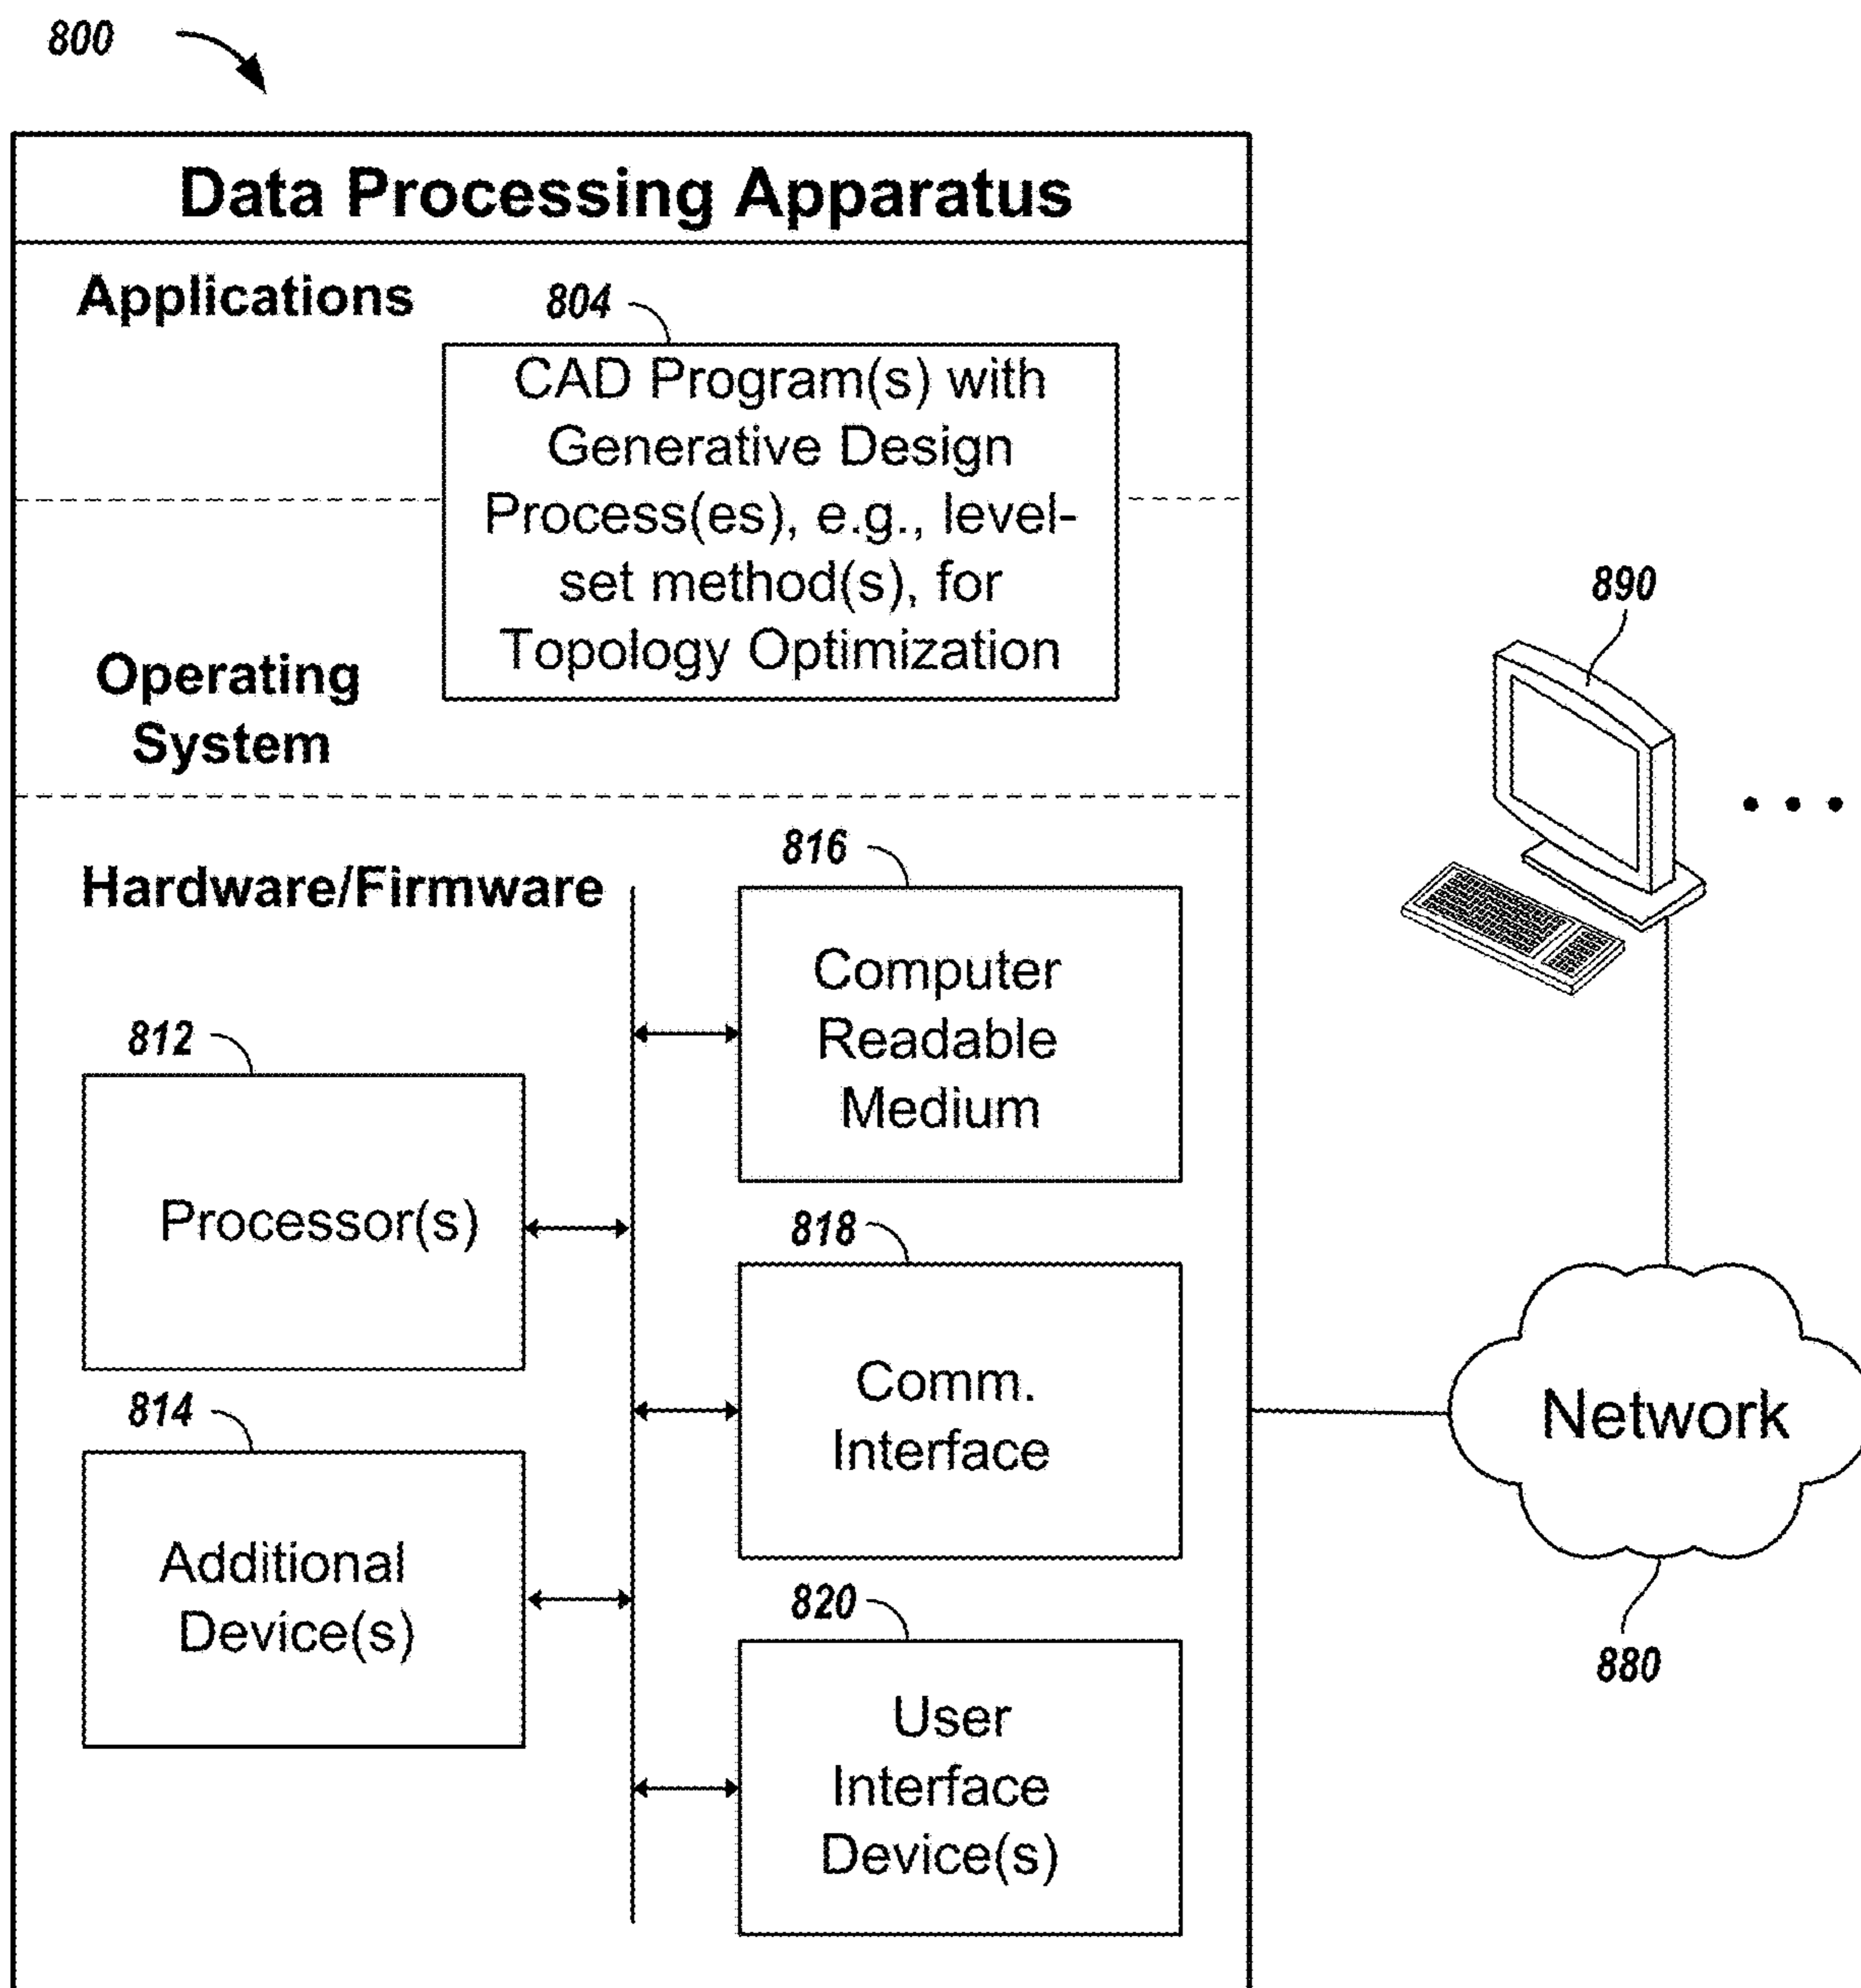 800
Data Processing Apparatus
Applications
804
CAD Program(s) with
Generative Design
Process(es), e.g., level-
set method(s), for
Topology Optimization
Operating
System
890
Hardware/Firmware
816
Computer
Readable
Medium
812
Processor(s)
818
Comm.
Interface
Network
880
814
Additional
Device(s)
820
User
Interface
Device(s)